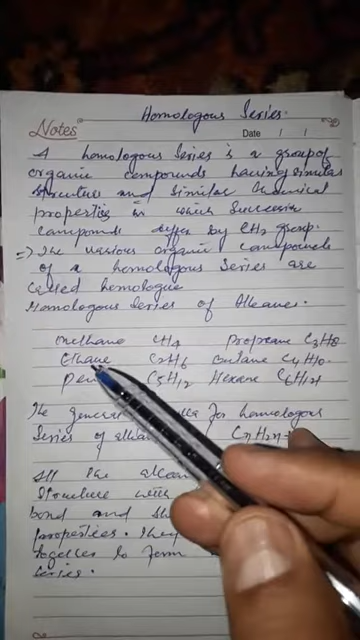 Homologous Series.
Notes
Date / /
A homologous Series is a group of
organic compounds having similar
structure and similar chemical
properties in which Successive
compounds differ by CH2 group.
=> The various organic compounds
of a homologous Series are
called homologue
Homologous Series of Alkanes.
Methane CH4 Propane C3H8
Ethane C2H6 Butane C4H10
Pen C5H12 Hexane C6H14
The general for homologous
Series of alka CnH2n+
All the alcan
Structure with
bond and
properties. They
together to form
Series.